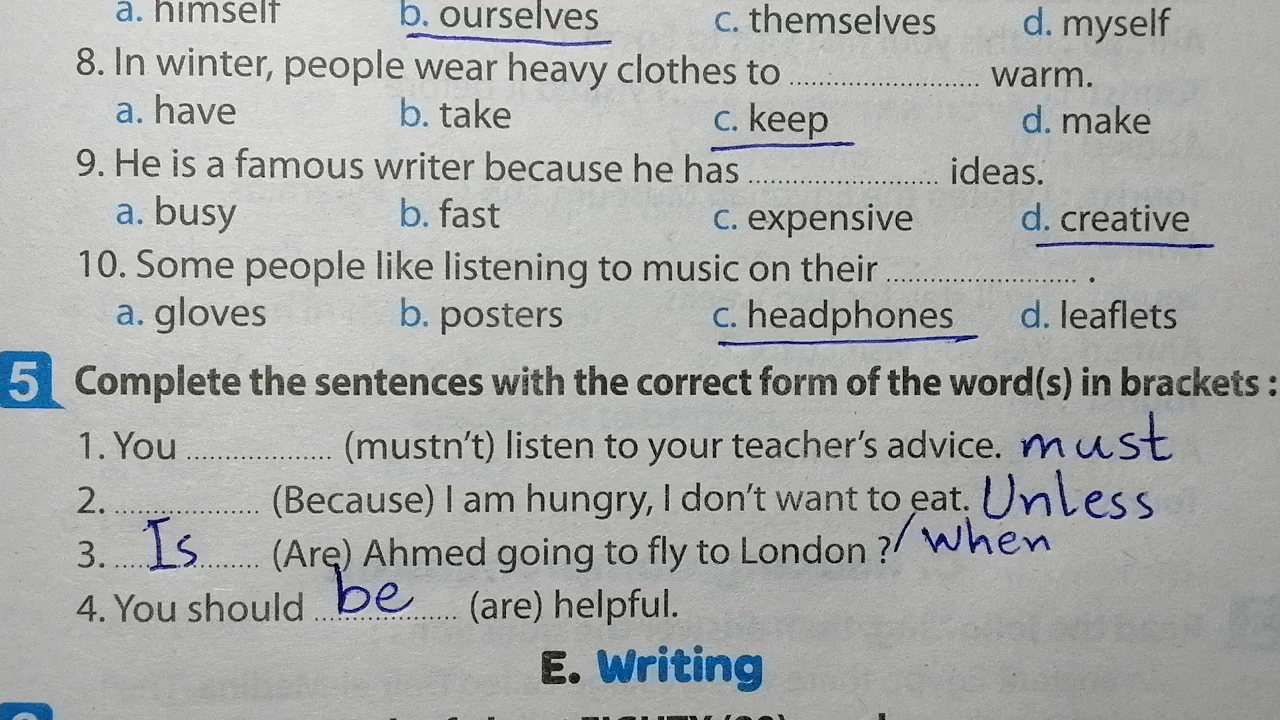 a. himself b. ourselves c. themselves d. myself
8. In winter, people wear heavy clothes to ........................ warm.
a. have b. take c. keep d. make
9. He is a famous writer because he has ........................ ideas.
a. busy b. fast c. expensive d. creative
10. Some people like listening to music on their ........................ .
a. gloves b. posters c. headphones d. leaflets
5 Complete the sentences with the correct form of the word(s) in brackets :
1. You .................. (mustn't) listen to your teacher's advice. must
2. .................. (Because) I am hungry, I don't want to eat. Unless / when
3. .... Is ........ (Are) Ahmed going to fly to London ?
4. You should .... be ........ (are) helpful.
E. Writing